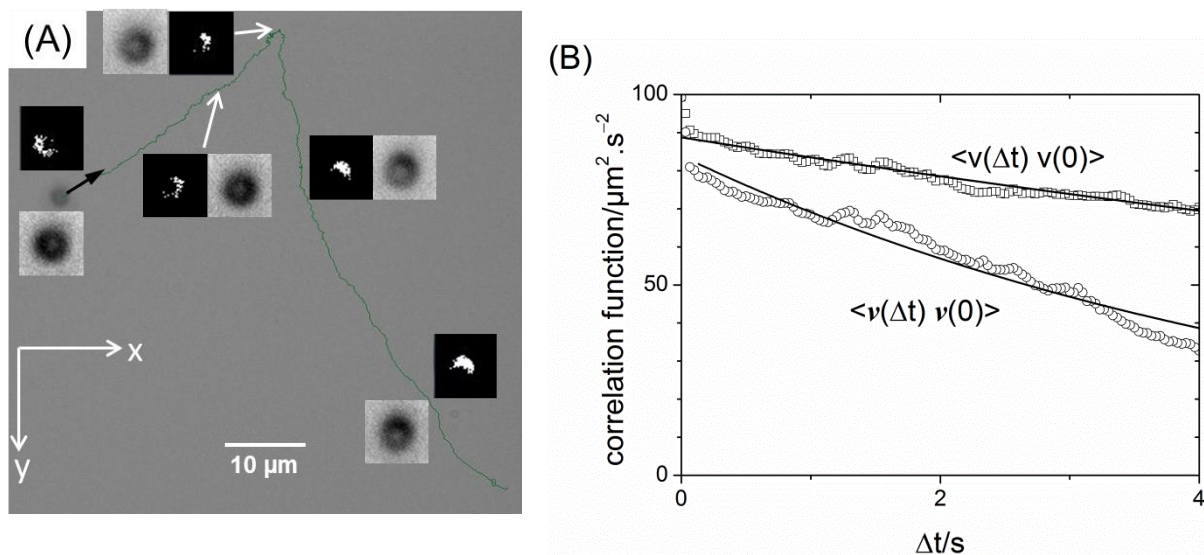 (A)
x
y
10 µm
(B)
correlation function/µm².s⁻²
100
50
0
<v(Δt) v(0)>
<𝒗(Δt) 𝒗(0)>
0
2
4
Δt/s